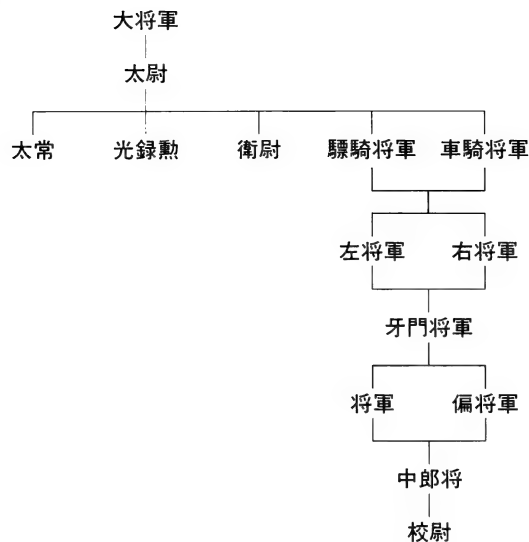 大将軍
太尉
太常 光録勲 衛尉 驃騎将軍 車騎将軍
左将軍 右将軍
牙門将軍
将軍 偏将軍
中郎将
校尉